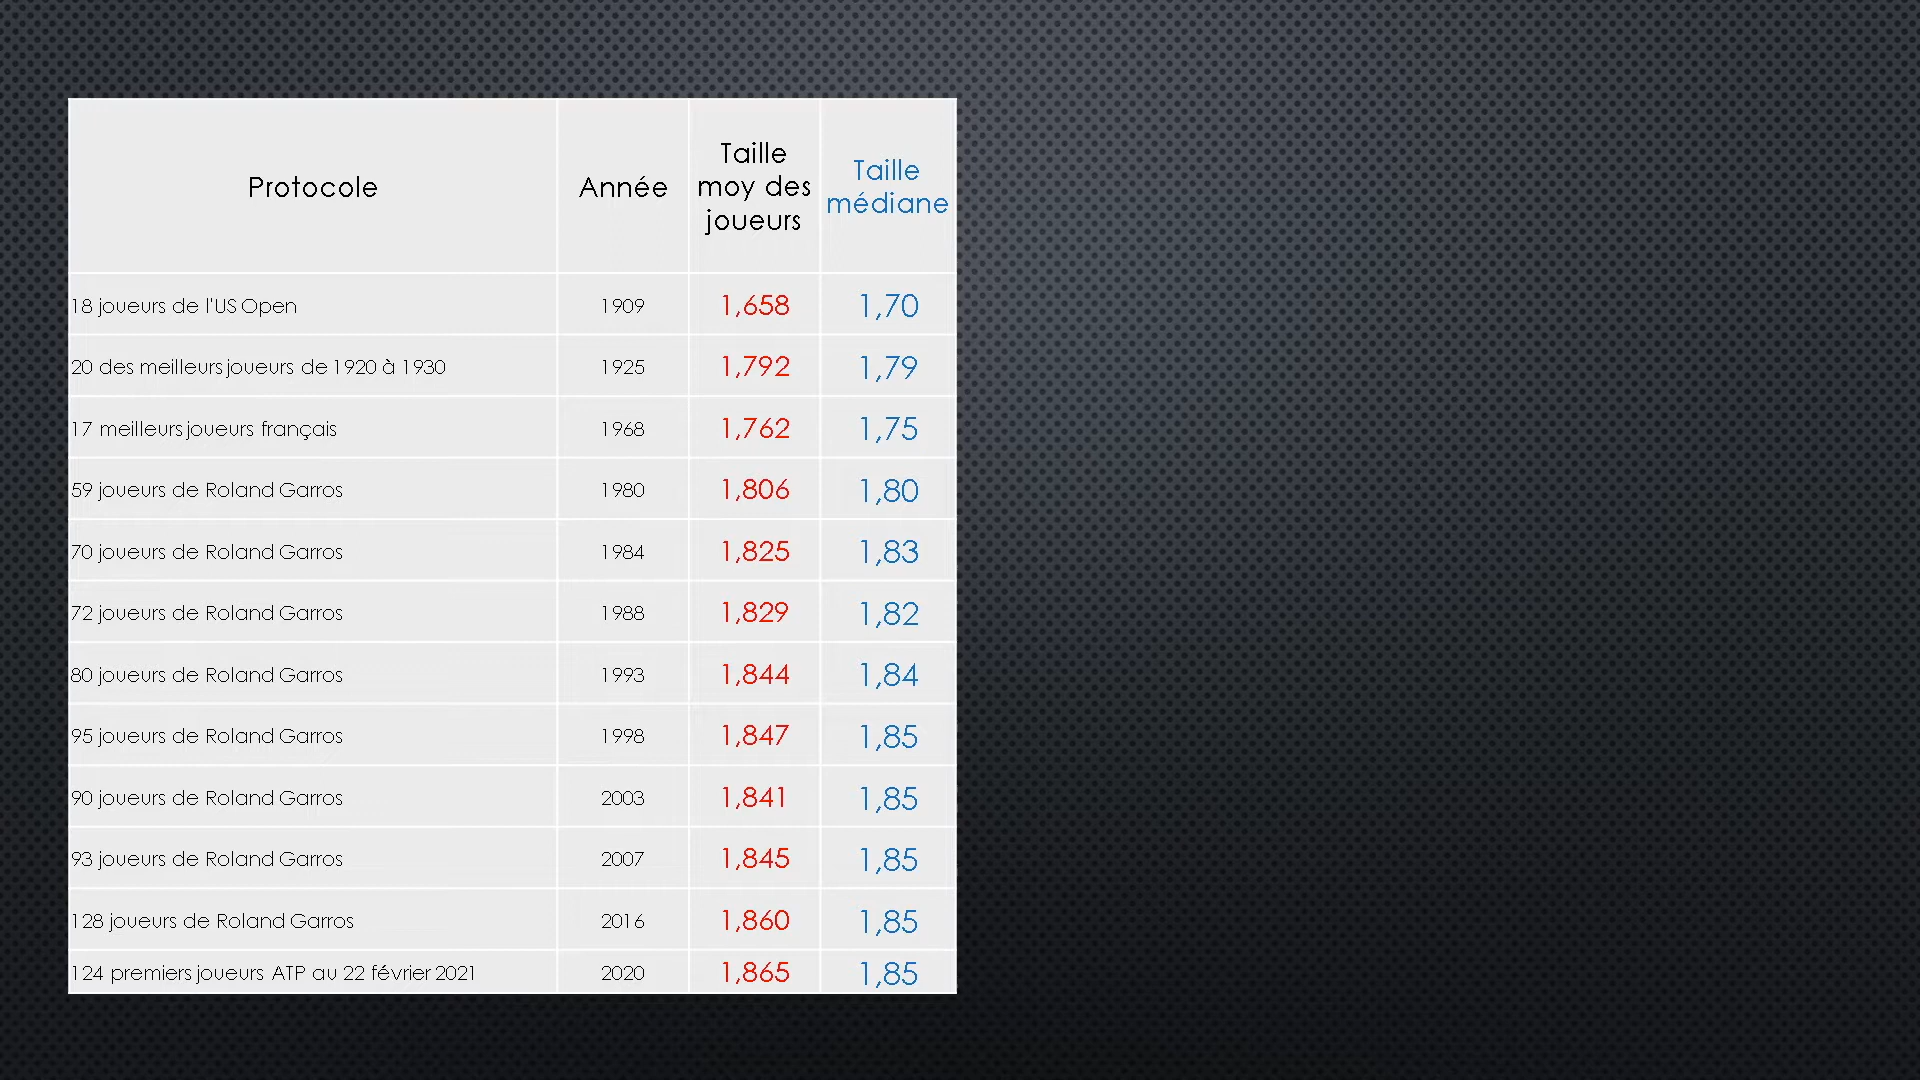 Protocole Année Taille moy des joueurs Taille médiane
18 joueurs de l'US Open 1909 1,658 1,70
20 des meilleurs joueurs de 1920 à 1930 1925 1,792 1,79
17 meilleurs joueurs français 1968 1,762 1,75
59 joueurs de Roland Garros 1980 1,806 1,80
70 joueurs de Roland Garros 1984 1,825 1,83
72 joueurs de Roland Garros 1988 1,829 1,82
80 joueurs de Roland Garros 1993 1,844 1,84
95 joueurs de Roland Garros 1998 1,847 1,85
90 joueurs de Roland Garros 2003 1,841 1,85
93 joueurs de Roland Garros 2007 1,845 1,85
128 joueurs de Roland Garros 2016 1,860 1,85
124 premiers joueurs ATP au 22 février 2021 2020 1,865 1,85